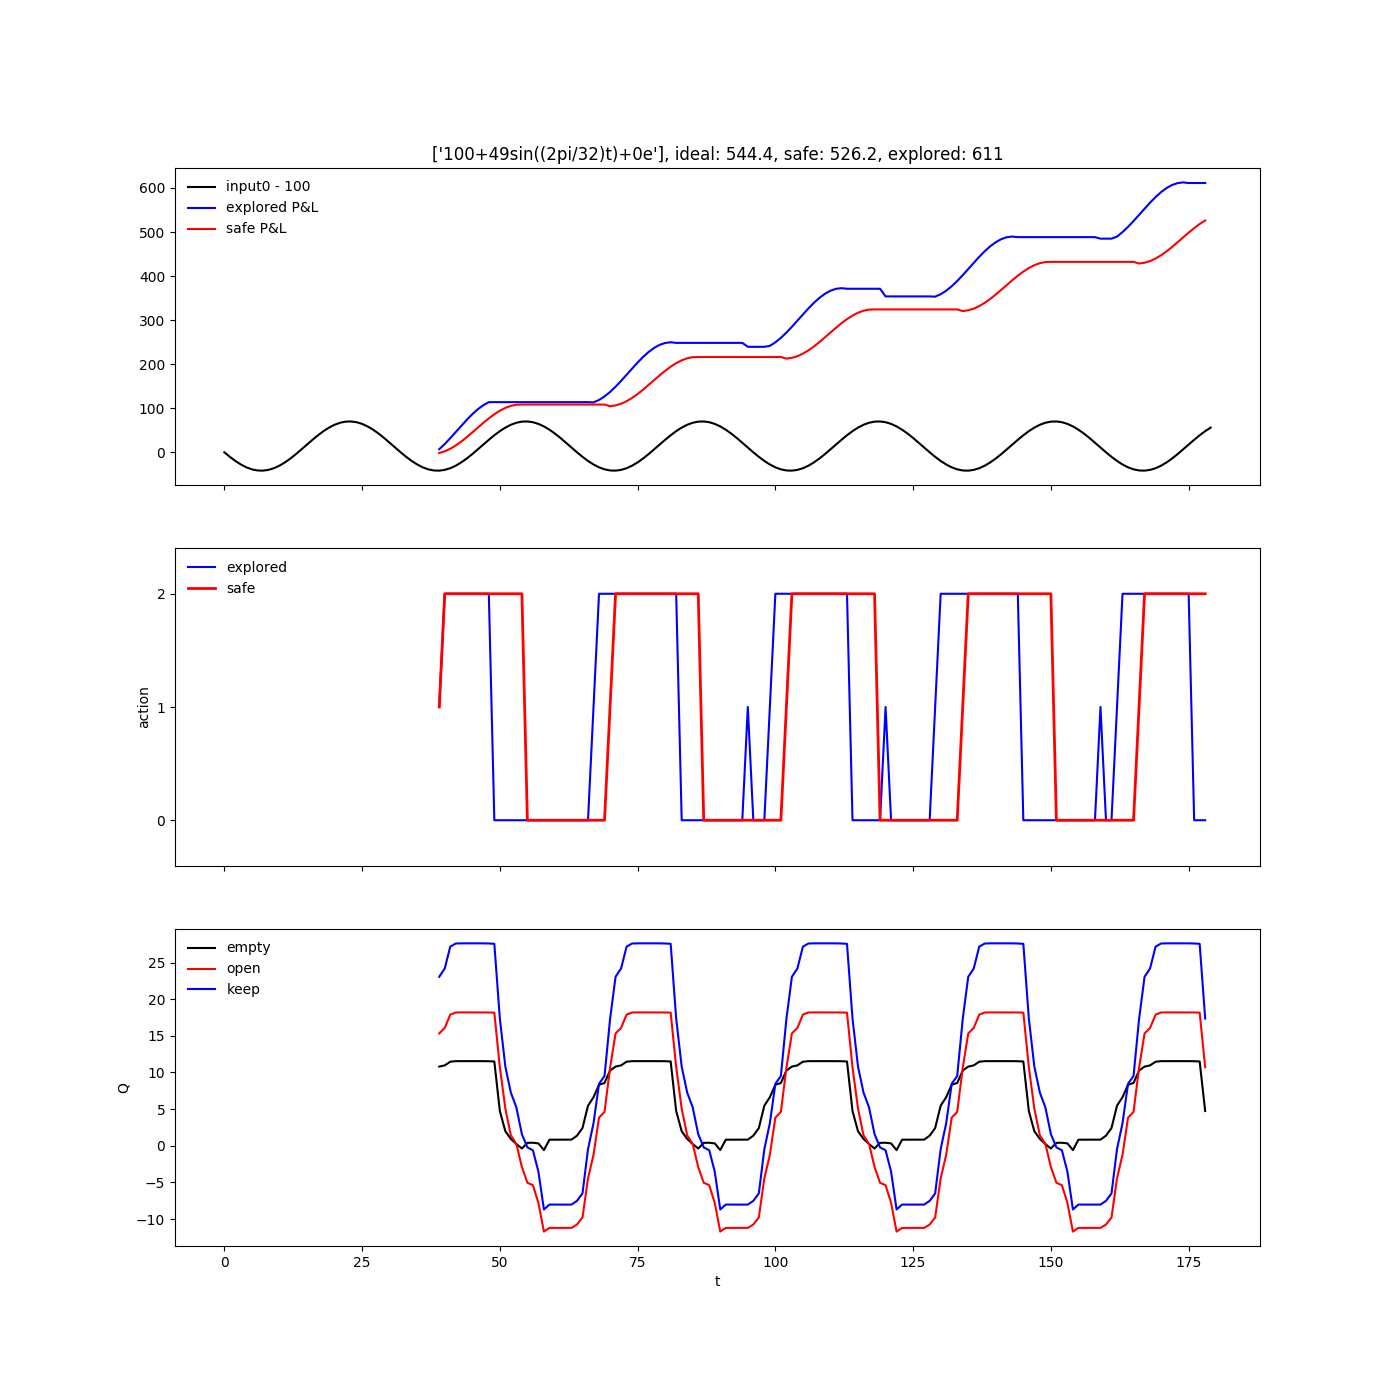 ['100+49sin((2pi/32)t)+0e'], ideal: 544.4, safe: 526.2, explored: 611
input0 - 100
explored P&L
safe P&L
600
500
400
300
200
100
0
explored
safe
2
1
0
action
empty
open
keep
25
20
15
10
5
0
−5
−10
Q
0 25 50 75 100 125 150 175
t